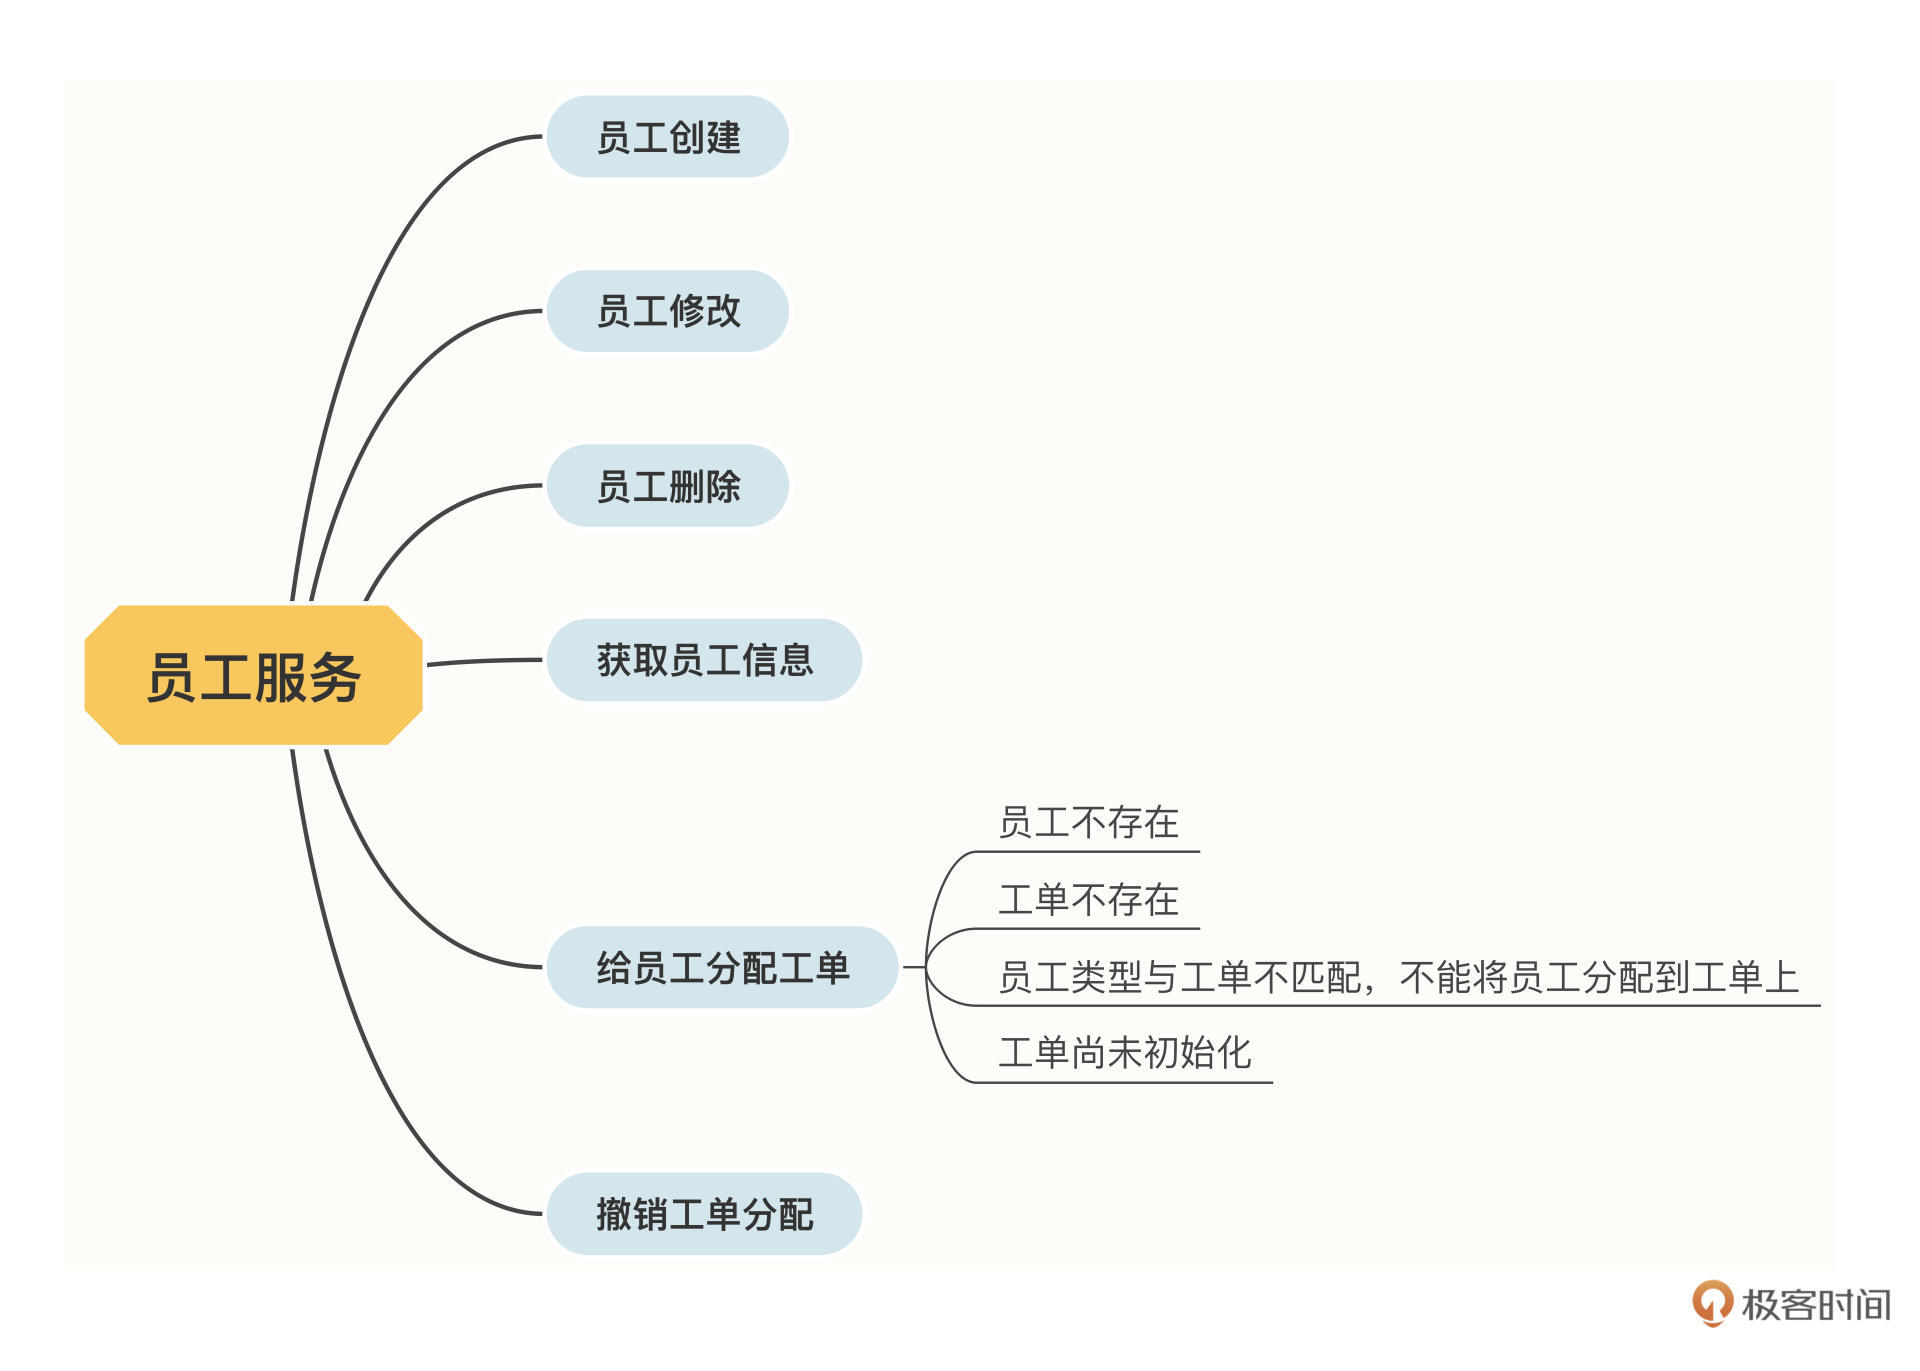 员工创建
员工修改
员工删除
员工服务
获取员工信息
员工不存在
工单不存在
给员工分配工单
员工类型与工单不匹配，不能将员工分配到工单上
工单尚未初始化
撤销工单分配
极客时间